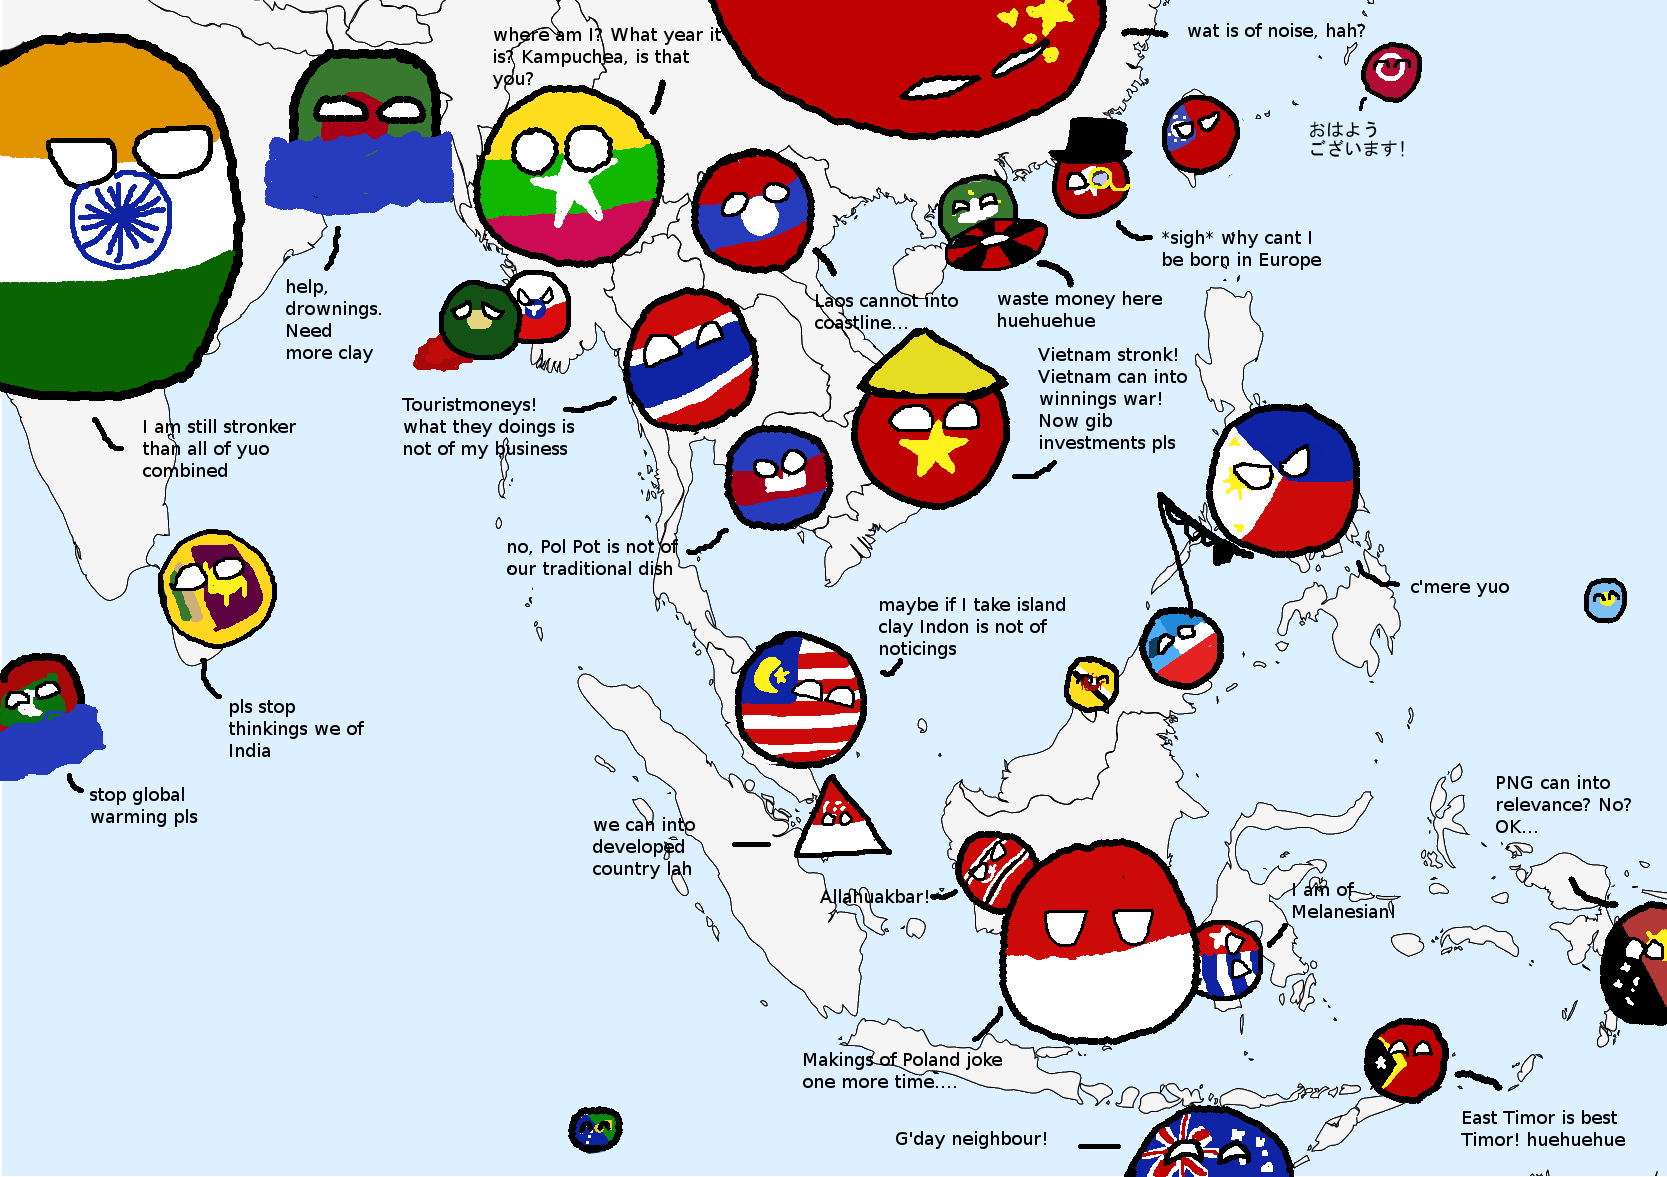 where am I? What year it
is? Kampuchea, is that
you?
wat is of noise, hah?
おはよう
ございます!
*sigh* why cant I
be born in Europe
help,
drownings.
Need
more clay
Laos cannot into
coastline...
waste money here
huehuehue
Vietnam stronk!
Vietnam can into
winnings war!
Now gib
investments pls
Touristmoneys!
what they doings is
not of my business
I am still stronker
than all of yuo
combined
no, Pol Pot is not of
our traditional dish
c'mere yuo
maybe if I take island
clay Indon is not of
noticings
pls stop
thinkings we of
India
stop global
warming pls
we can into
developed
country lah
PNG can into
relevance? No?
OK...
Allahuakbar!
I am of
Melanesian!
Makings of Poland joke
one more time....
G'day neighbour!
East Timor is best
Timor! huehuehue